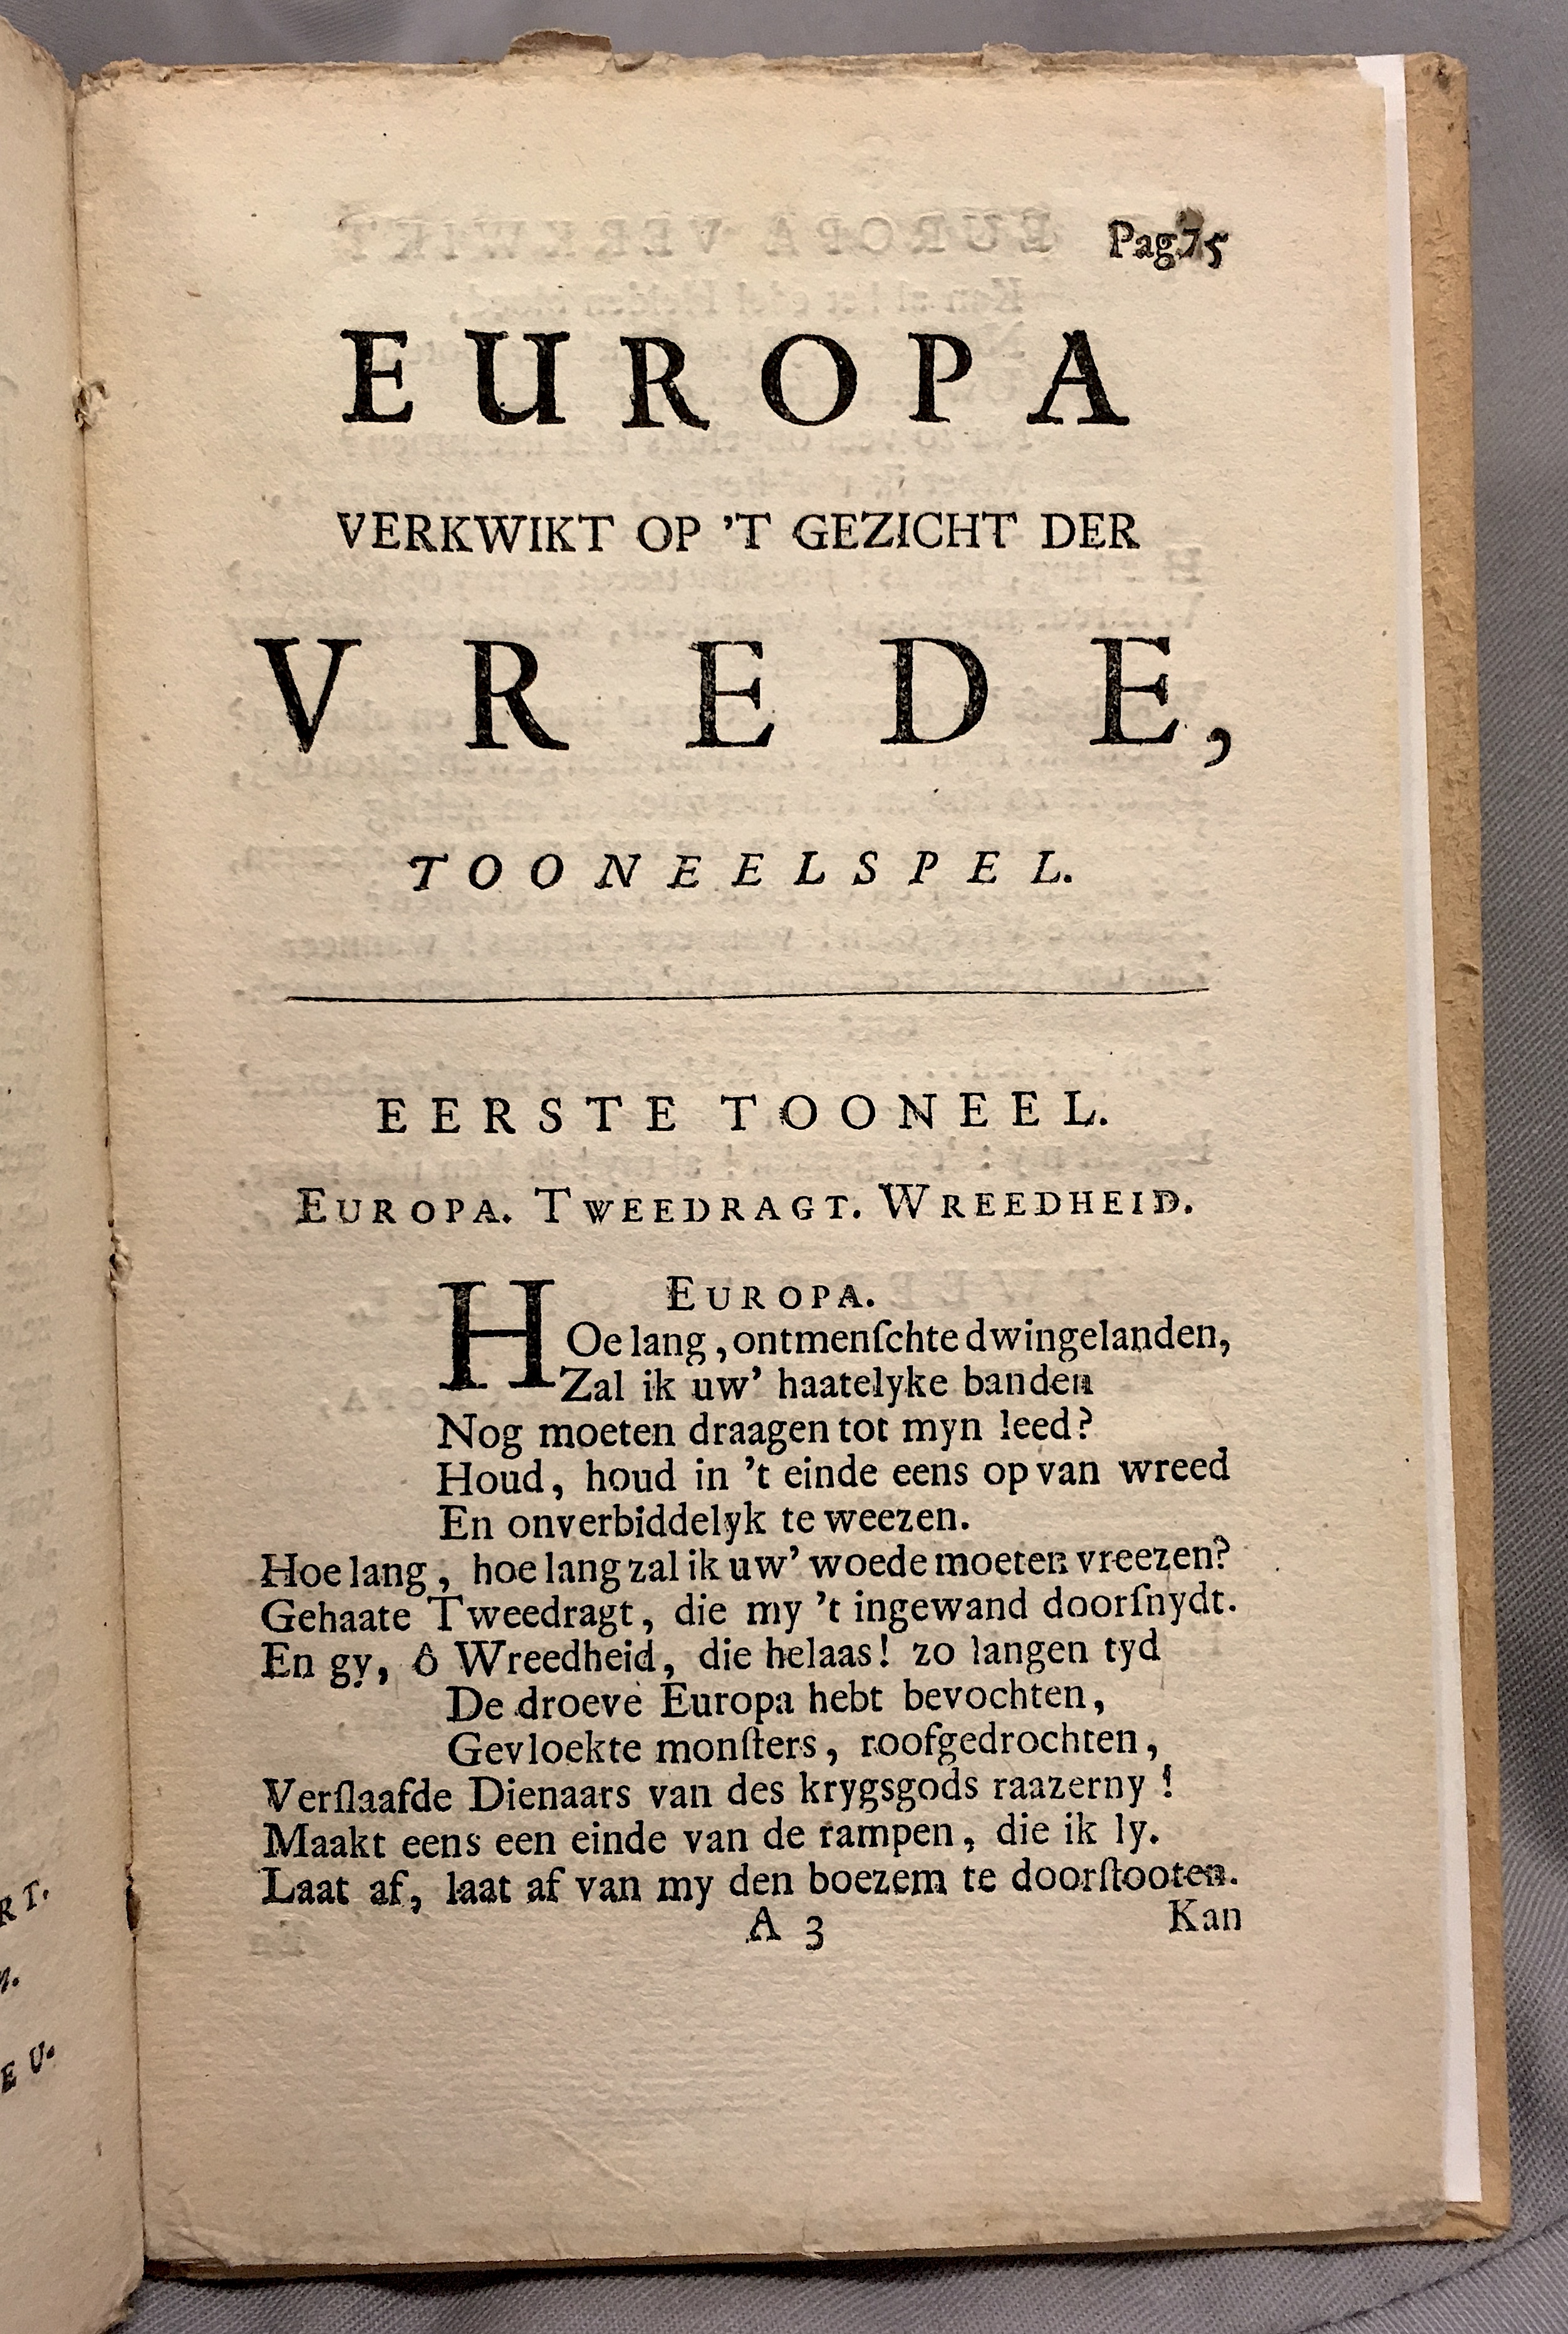 Pag. 75
EUROPA
VERKWIKT OP 'T GEZICHT DER
VREDE,
TOONEELSPEL.
EERSTE TOONEEL.
EUROPA. TWEEDRAGT. WREEDHEID.
EUROPA.
HOe lang, ontmenſchte dwingelanden,
Zal ik uw' haatelyke banden
Nog moeten draagen tot myn leed?
Houd, houd in 't einde eens op van wreed
En onverbiddelyk te weezen.
Hoe lang, hoe lang zal ik uw' woede moeten vreezen?
Gehaate Tweedragt, die my 't ingewand doorſnydt.
En gy, ô Wreedheid, die helaas! zo langen tyd
De droeve Europa hebt bevochten,
Gevloekte monſters, roofgedrochten,
Verſlaafde Dienaars van des krygsgods raazerny!
Maakt eens een einde van de rampen, die ik ly.
Laat af, laat af van my den boezem te doorſtooten.
A 3
Kan